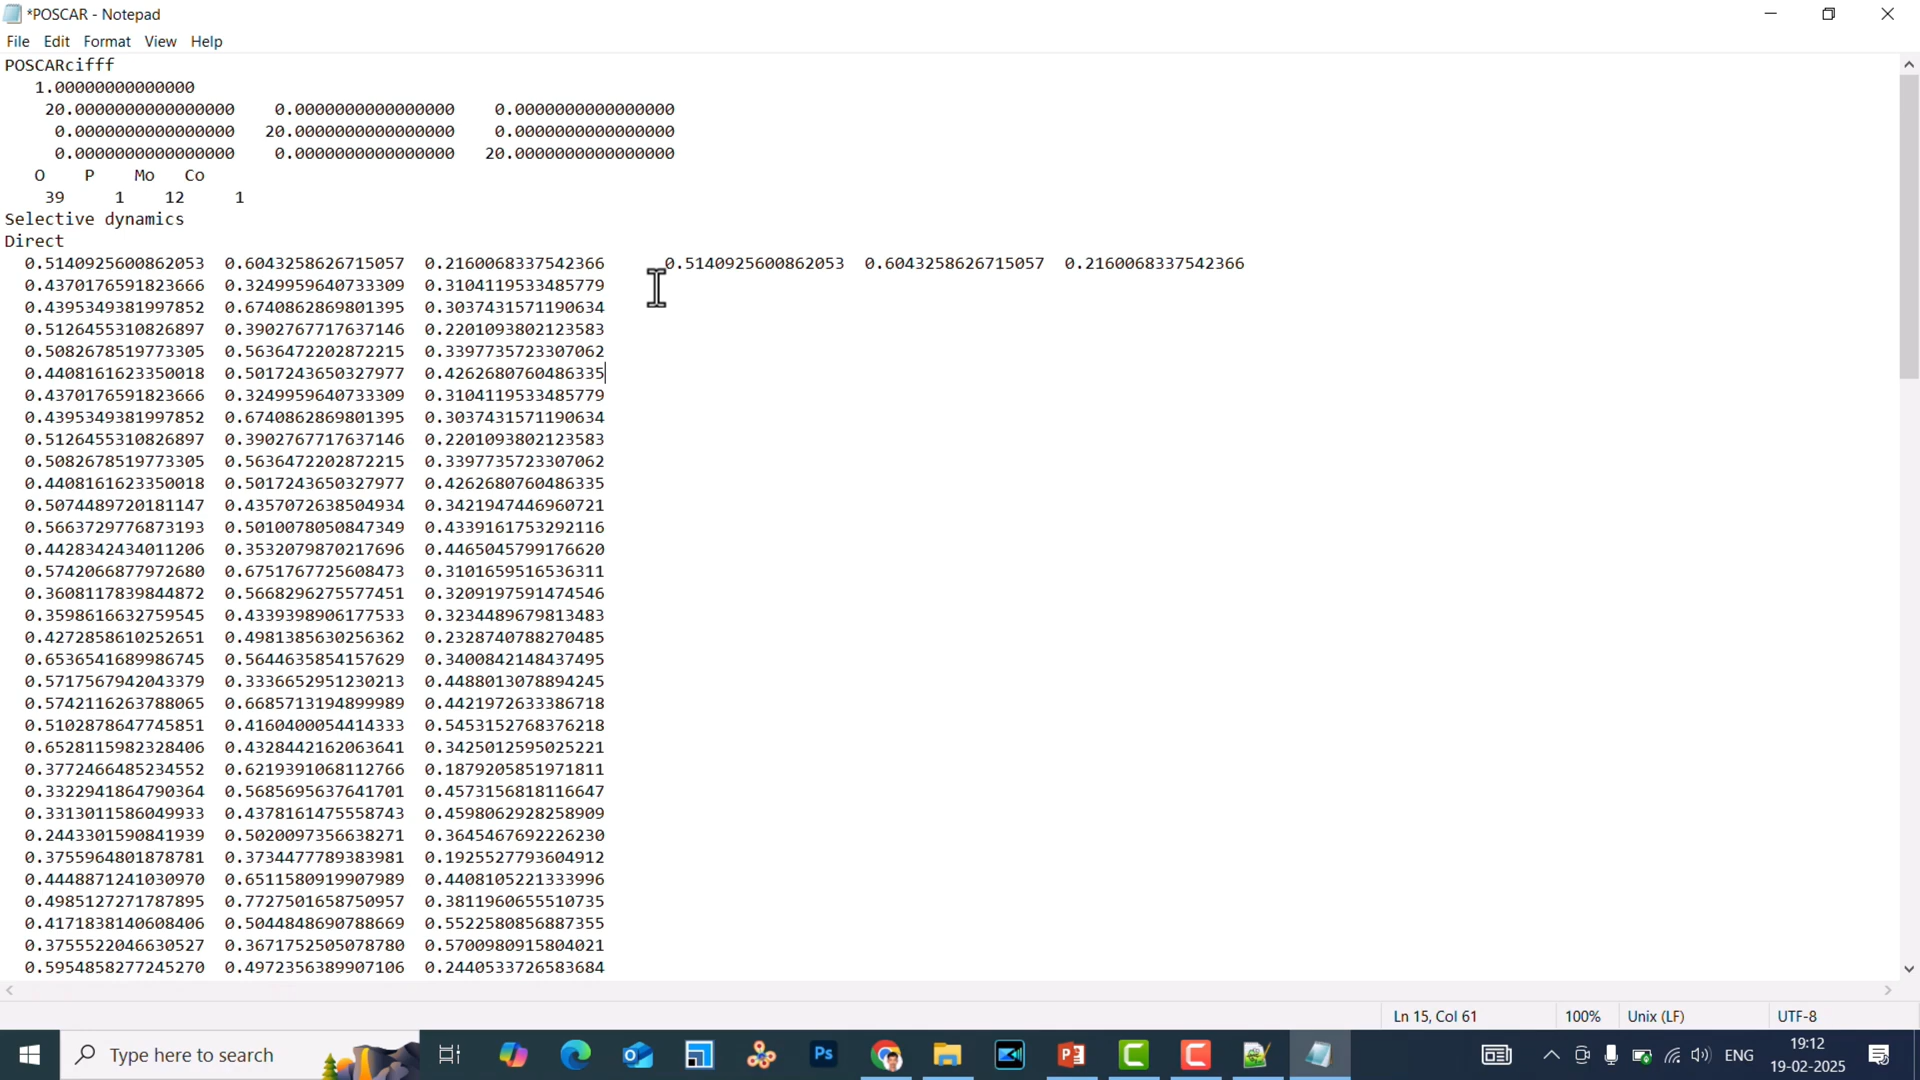 *POSCAR - Notepad
File Edit Format View Help
POSCARcifff
1.00000000000000
20.0000000000000000 0.0000000000000000 0.0000000000000000
0.0000000000000000 20.0000000000000000 0.0000000000000000
0.0000000000000000 0.0000000000000000 20.0000000000000000
O P Mo Co
39 1 12 1
Selective dynamics
Direct
0.5140925600862053 0.6043258626715057 0.2160068337542366 0.5140925600862053 0.6043258626715057 0.2160068337542366
0.4370176591823666 0.3249959640733309 0.3104119533485779
0.4395349381997852 0.6740862869801395 0.3037431571190634
0.5126455310826897 0.3902767717637146 0.2201093802123583
0.5082678519773305 0.5636472202872215 0.3397735723307062
0.4408161623350018 0.5017243650327977 0.4262680760486335
0.4370176591823666 0.3249959640733309 0.3104119533485779
0.4395349381997852 0.6740862869801395 0.3037431571190634
0.5126455310826897 0.3902767717637146 0.2201093802123583
0.5082678519773305 0.5636472202872215 0.3397735723307062
0.4408161623350018 0.5017243650327977 0.4262680760486335
0.5074489720181147 0.4357072638504934 0.3421947446960721
0.5663729776873193 0.5010078050847349 0.4339161753292116
0.4428342434011206 0.3532079870217696 0.4465045799176620
0.5742066877972680 0.6751767725608473 0.3101659516536311
0.3608117839844872 0.5668296275577451 0.3209197591474546
0.3598616632759545 0.4339398906177533 0.3234489679813483
0.4272858610252651 0.4981385630256362 0.2328740788270485
0.6536541689986745 0.5644635854157629 0.3400842148437495
0.5717567942043379 0.3336652951230213 0.4488013078894245
0.5742116263788065 0.6685713194899989 0.4421972633386718
0.5102878647745851 0.4160400054414333 0.5453152768376218
0.6528115982328406 0.4328442162063641 0.3425012595025221
0.3772466485234552 0.6219391068112766 0.1879205851971811
0.3322941864790364 0.5685695637641701 0.4573156818116647
0.3313011586049933 0.4378161475558743 0.4598062928258909
0.2443301590841939 0.5020097356638271 0.3645467692226230
0.3755964801878781 0.3734477789383981 0.1925527793604912
0.4448871241030970 0.6511580919907989 0.4408105221333996
0.4985127271787895 0.7727501658750957 0.3811960655510735
0.4171838140608406 0.5044848690788669 0.5522580856887355
0.3755522046630527 0.3671752505078780 0.5700980915804021
0.5954858277245270 0.4972356389907106 0.2440533726583684
Ln 15, Col 61 100% Unix (LF) UTF-8
Type here to search
Ps
ENG
19:12
19-02-2025